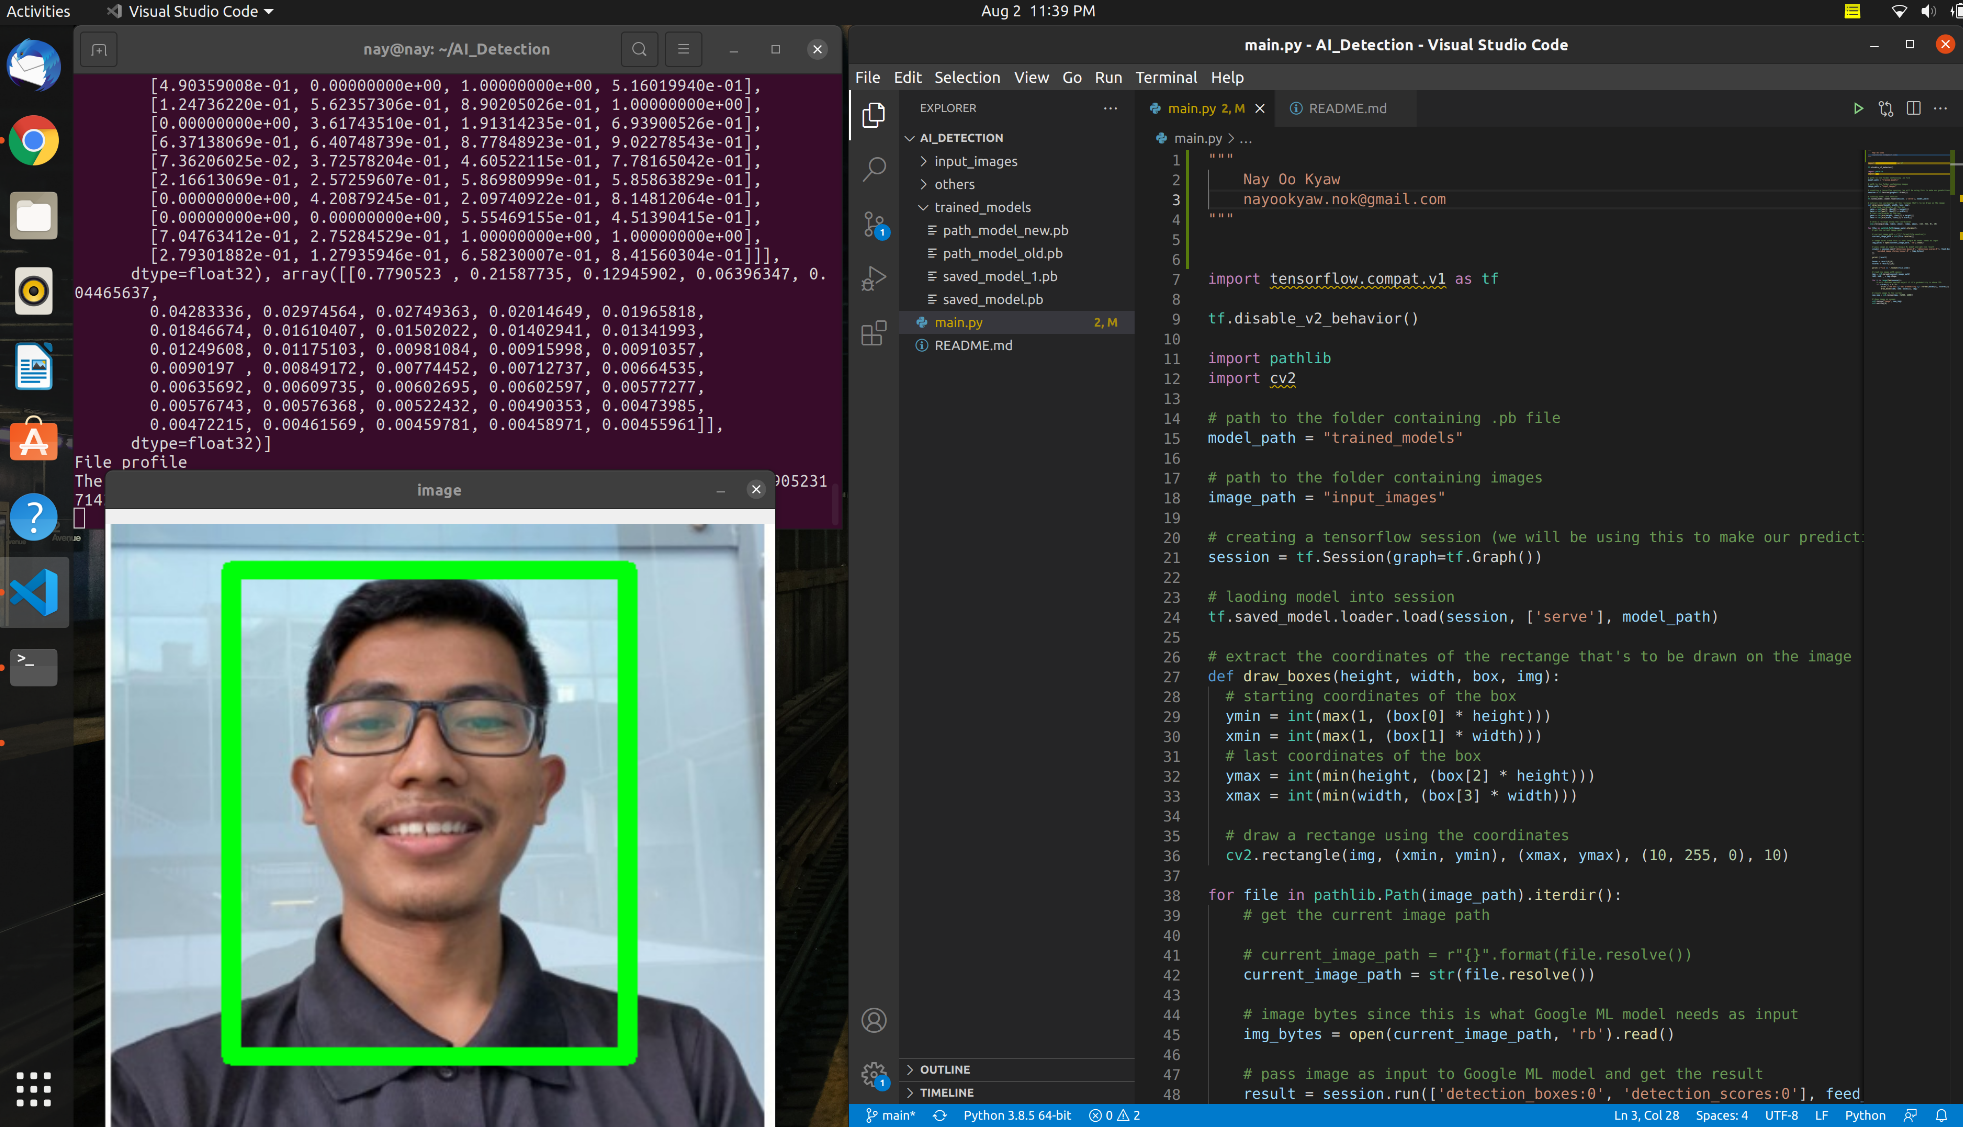 Activities
Visual Studio Code
Aug 2 11:39 PM
nay@nay: ~/AI_Detection
[4.90359008e-01, 0.00000000e+00, 1.00000000e+00, 5.16019940e-01],
[1.24736220e-01, 5.62357306e-01, 8.90205026e-01, 1.00000000e+00],
[0.00000000e+00, 3.61743510e-01, 1.91314235e-01, 6.93900526e-01],
[6.37138069e-01, 6.40748739e-01, 8.77848923e-01, 9.02278543e-01],
[7.36206025e-02, 3.72578204e-01, 4.60522115e-01, 7.78165042e-01],
[2.16613069e-01, 2.57259607e-01, 5.86980999e-01, 5.85863829e-01],
[0.00000000e+00, 4.20879245e-01, 2.09740922e-01, 8.14812064e-01],
[0.00000000e+00, 0.00000000e+00, 5.55469155e-01, 4.51390415e-01],
[7.04763412e-01, 2.75284529e-01, 1.00000000e+00, 1.00000000e+00],
[2.79301882e-01, 1.27935946e-01, 6.58230007e-01, 8.41560304e-01]]],
dtype=float32), array([[0.7790523 , 0.21587735, 0.12945902, 0.06396347, 0.
04465637,
0.04283336, 0.02974564, 0.02749363, 0.02014649, 0.01965818,
0.01846674, 0.01610407, 0.01502022, 0.01402941, 0.01341993,
0.01249608, 0.01175103, 0.00981084, 0.00915998, 0.00910357,
0.0090197 , 0.00849172, 0.00774452, 0.00712737, 0.00664535,
0.00635692, 0.00609735, 0.00602695, 0.00602597, 0.00577277,
0.00576743, 0.00576368, 0.00522432, 0.00490353, 0.00473985,
0.00472215, 0.00461569, 0.00459781, 0.00458971, 0.00455961]],
dtype=float32)]
File profile
The
905231
714
image
main.py - AI_Detection - Visual Studio Code
File Edit Selection View Go Run Terminal Help
EXPLORER
AI_DETECTION
input_images
others
trained_models
path_model_new.pb
path_model_old.pb
saved_model_1.pb
saved_model.pb
main.py 2, M
README.md
OUTLINE
TIMELINE
main.py 2, M
README.md
main.py > ...
1 """
2 Nay Oo Kyaw
3 nayookyaw.nok@gmail.com
4 """
5
6
7 import tensorflow.compat.v1 as tf
8
9 tf.disable_v2_behavior()
10
11 import pathlib
12 import cv2
13
14 # path to the folder containing .pb file
15 model_path = "trained_models"
16
17 # path to the folder containing images
18 image_path = "input_images"
19
20 # creating a tensorflow session (we will be using this to make our predicti
21 session = tf.Session(graph=tf.Graph())
22
23 # laoding model into session
24 tf.saved_model.loader.load(session, ['serve'], model_path)
25
26 # extract the coordinates of the rectange that's to be drawn on the image
27 def draw_boxes(height, width, box, img):
28 # starting coordinates of the box
29 ymin = int(max(1, (box[0] * height)))
30 xmin = int(max(1, (box[1] * width)))
31 # last coordinates of the box
32 ymax = int(min(height, (box[2] * height)))
33 xmax = int(min(width, (box[3] * width)))
34
35 # draw a rectange using the coordinates
36 cv2.rectangle(img, (xmin, ymin), (xmax, ymax), (10, 255, 0), 10)
37
38 for file in pathlib.Path(image_path).iterdir():
39 # get the current image path
40
41 # current_image_path = r"{}".format(file.resolve())
42 current_image_path = str(file.resolve())
43
44 # image bytes since this is what Google ML model needs as input
45 img_bytes = open(current_image_path, 'rb').read()
46
47 # pass image as input to Google ML model and get the result
48 result = session.run(['detection_boxes:0', 'detection_scores:0'], feed_
1
1
main* Python 3.8.5 64-bit 0 2
Ln 3, Col 28 Spaces: 4 UTF-8 LF Python